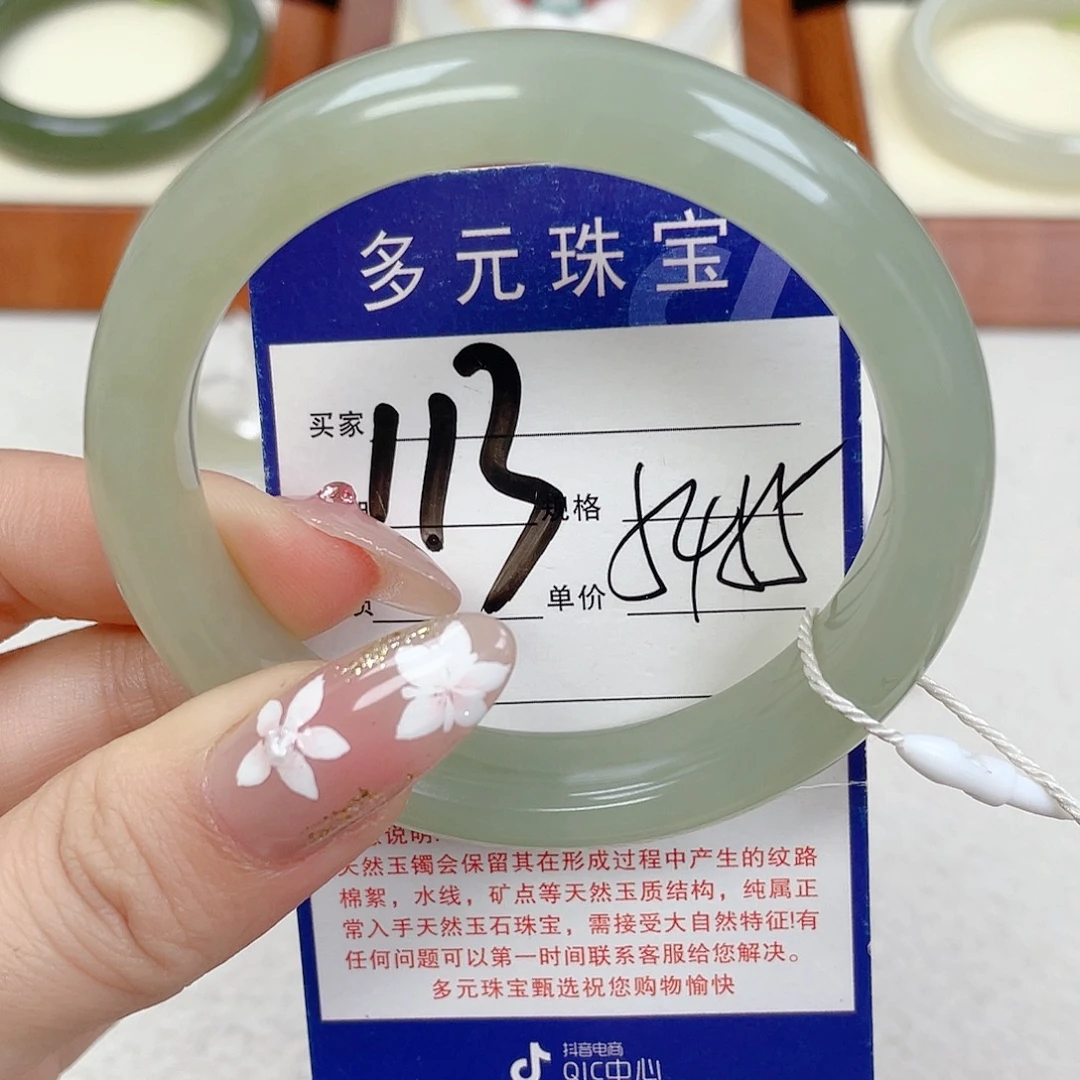 多元珠宝
买家
113
规格
单价
说明:
天然玉镯会保留其在形成过程中产生的纹路
棉絮，水线，矿点等天然玉质结构，纯属正
常入手天然玉石珠宝，需接受大自然特征!有
任何问题可以第一时间联系客服给您解决。
多元珠宝甄选祝您购物愉快
抖音电商
QIC中心